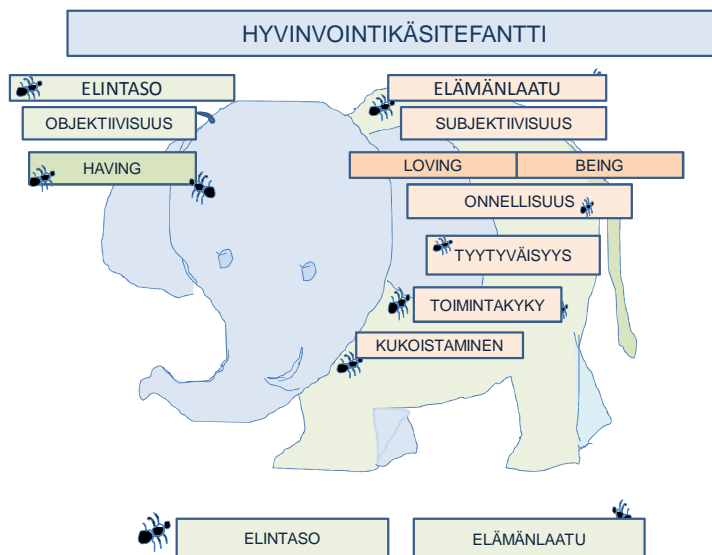 HYVINVOINTIKÄSITEFANTTI
ELINTASO
ELÄMÄNLAATU
OBJEKTIIVISUUS
SUBJEKTIIVISUUS
HAVING
LOVING
BEING
ONNELLISUUS
TYYTYVÄISYYS
TOIMINTAKYKY
KUKOISTAMINEN
ELINTASO
ELÄMÄNLAATU